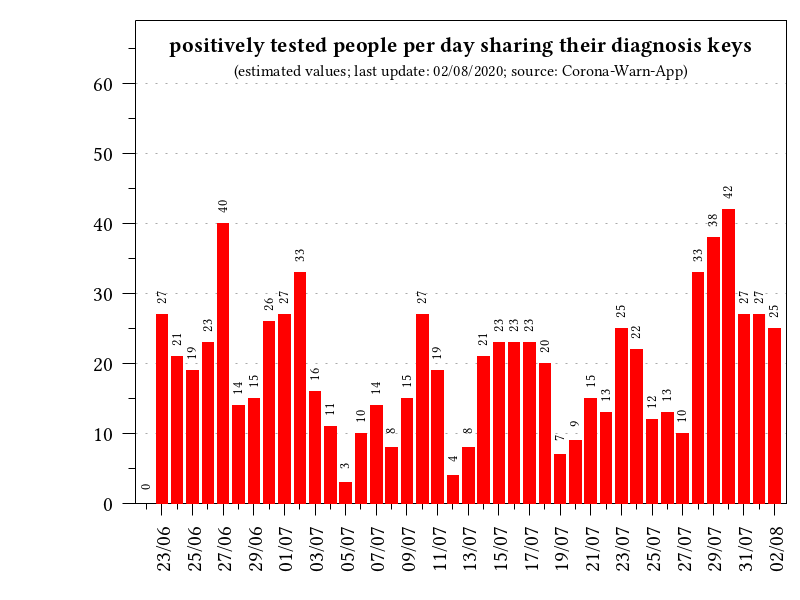 positively tested people per day sharing their diagnosis keys
(estimated values; last update: 02/08/2020; source: Corona-Warn-App)
60
50
40
30
20
10
0
0 27 21 19 23 40 14 15 26 27 33 16 11 3 10 14 8 15 27 19 4 8 21 23 23 23 20 7 9 15 13 25 22 12 13 10 33 38 42 27 27 25
23/06 25/06 27/06 29/06 01/07 03/07 05/07 07/07 09/07 11/07 13/07 15/07 17/07 19/07 21/07 23/07 25/07 27/07 29/07 31/07 02/08